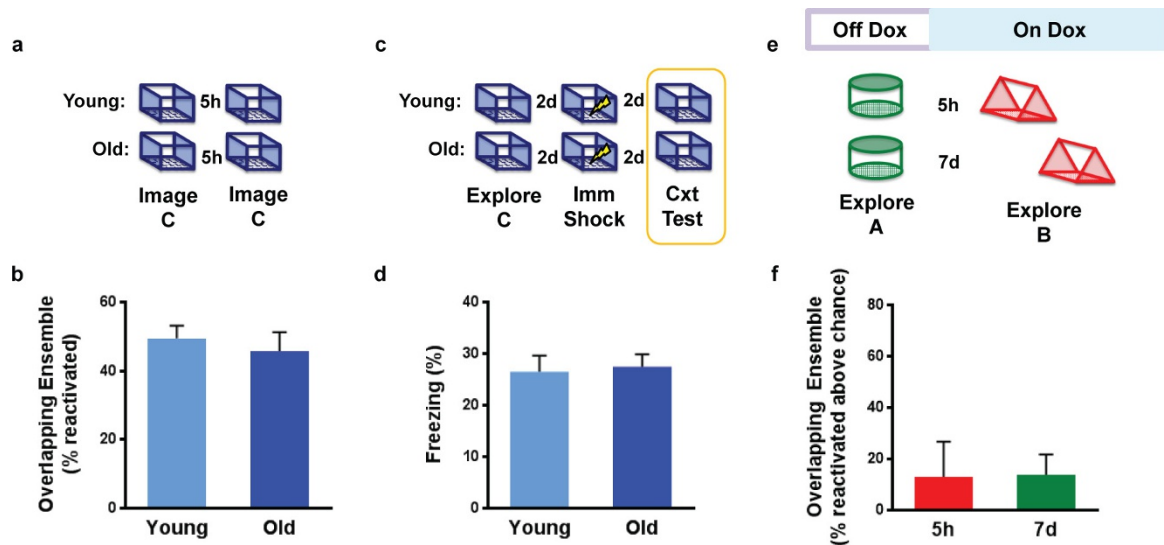 a
Young: 5h
Old: 5h
Image C Image C
b
Overlapping Ensemble
(% reactivated)
60
40
20
0
Young Old
c
Young: 2d 2d
Old: 2d 2d
Explore C Imm Shock Cxt Test
d
Freezing (%)
40
30
20
10
0
Young Old
Off Dox On Dox
e
5h
7d
Explore A Explore B
f
Overlapping Ensemble
(% reactivated above chance)
80
60
40
20
0
5h 7d